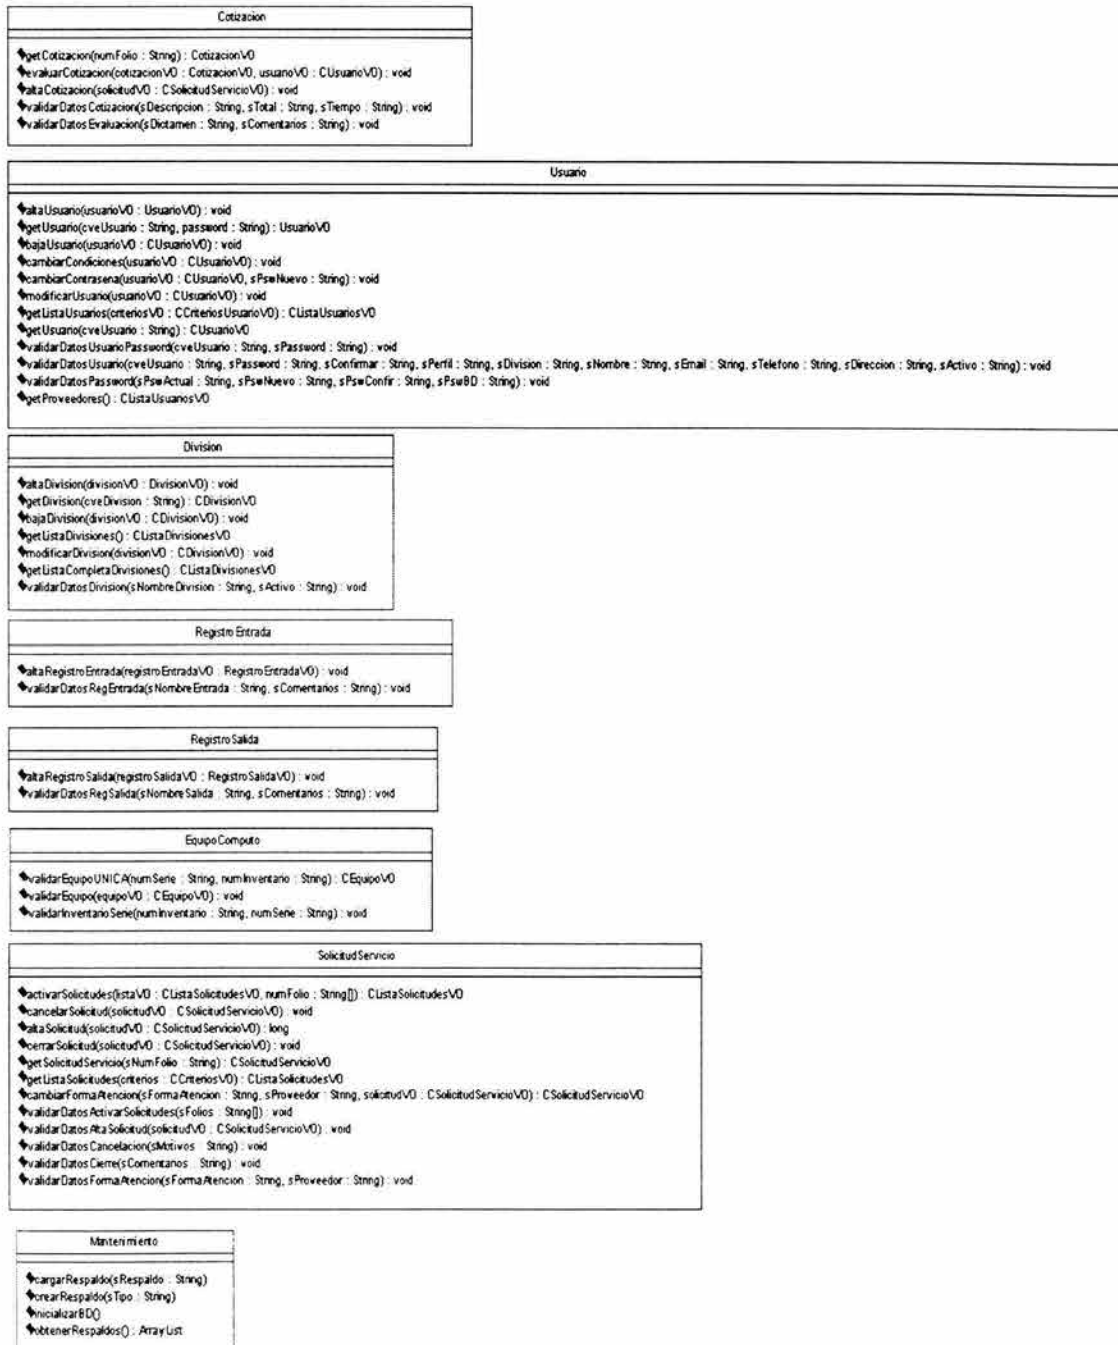 Cotizacion
getCotizacion(numFolio : String) : CotizacionVO
evaluarCotizacion(cotizacionVO : CotizacionVO, usuarioVO : CUsuarioVO) : void
altaCotizacion(solicitudVO : CSolicitudServicioVO) : void
validarDatosCotizacion(sDescripcion : String, sTotal : String, sTiempo : String) : void
validarDatosEvaluacion(sDictamen : String, sComentarios : String) : void
Usuario
altaUsuario(usuarioVO : UsuarioVO) : void
getUsuario(cveUsuario : String, password : String) : UsuarioVO
bajaUsuario(usuarioVO : CUsuarioVO) : void
cambiarCondiciones(usuarioVO : CUsuarioVO) : void
cambiarContrasena(usuarioVO : CUsuarioVO, sPswNuevo : String) : void
modificarUsuario(usuarioVO : CUsuarioVO) : void
getListaUsuarios(criteriosVO : CCriteriosUsuarioVO) : CListaUsuariosVO
getUsuario(cveUsuario : String) : CUsuarioVO
validarDatosUsuarioPassword(cveUsuario : String, sPassword : String) : void
validarDatosUsuario(cveUsuario : String, sPassword : String, sConfirmar : String, sPerfil : String, sDivision : String, sNombre : String, sEmail : String, sTelefono : String, sDireccion : String, sActivo : String) : void
validarDatosPassword(sPswActual : String, sPswNuevo : String, sPswConfir : String, sPswBD : String) : void
getProveedores() : CListaUsuariosVO
Division
altaDivision(divisionVO : DivisionVO) : void
getDivision(cveDivision : String) : CDivisionVO
bajaDivision(divisionVO : CDivisionVO) : void
getListaDivisiones() : CListaDivisionesVO
modificarDivision(divisionVO : CDivisionVO) : void
getListaCompletaDivisiones() : CListaDivisionesVO
validarDatosDivision(sNombreDivision : String, sActivo : String) : void
RegistroEntrada
altaRegistroEntrada(registroEntradaVO : RegistroEntradaVO) : void
validarDatosRegEntrada(sNombreEntrada : String, sComentarios : String) : void
RegistroSalida
altaRegistroSalida(registroSalidaVO : RegistroSalidaVO) : void
validarDatosRegSalida(sNombreSalida : String, sComentarios : String) : void
EquipoComputo
validarEquipoUNICA(numSerie : String, numInventario : String) : CEquipoVO
validarEquipo(equipoVO : CEquipoVO) : void
validarInventarioSerie(numInventario : String, numSerie : String) : void
SolicitudServicio
activarSolicitudes(listaVO : CListaSolicitudesVO, numFolio : String[]) : CListaSolicitudesVO
cancelarSolicitud(solicitudVO : CSolicitudServicioVO) : void
altaSolicitud(solicitudVO : CSolicitudServicioVO) : long
cerrarSolicitud(solicitudVO : CSolicitudServicioVO) : void
getSolicitudServicio(sNumFolio : String) : CSolicitudServicioVO
getListaSolicitudes(criterios : CCriteriosVO) : CListaSolicitudesVO
cambiarFormaAtencion(sFormaAtencion : String, sProveedor : String, solicitudVO : CSolicitudServicioVO) : CSolicitudServicioVO
validarDatosActivarSolicitudes(sFolios : String[]) : void
validarDatosAltaSolicitud(solicitudVO : CSolicitudServicioVO) : void
validarDatosCancelacion(sMotivos : String) : void
validarDatosCierre(sComentarios : String) : void
validarDatosFormaAtencion(sFormaAtencion : String, sProveedor : String) : void
Mantenimiento
cargarRespaldo(sRespaldo : String)
crearRespaldo(sTipo : String)
inicializarBD()
obtenerRespaldos() : ArrayList